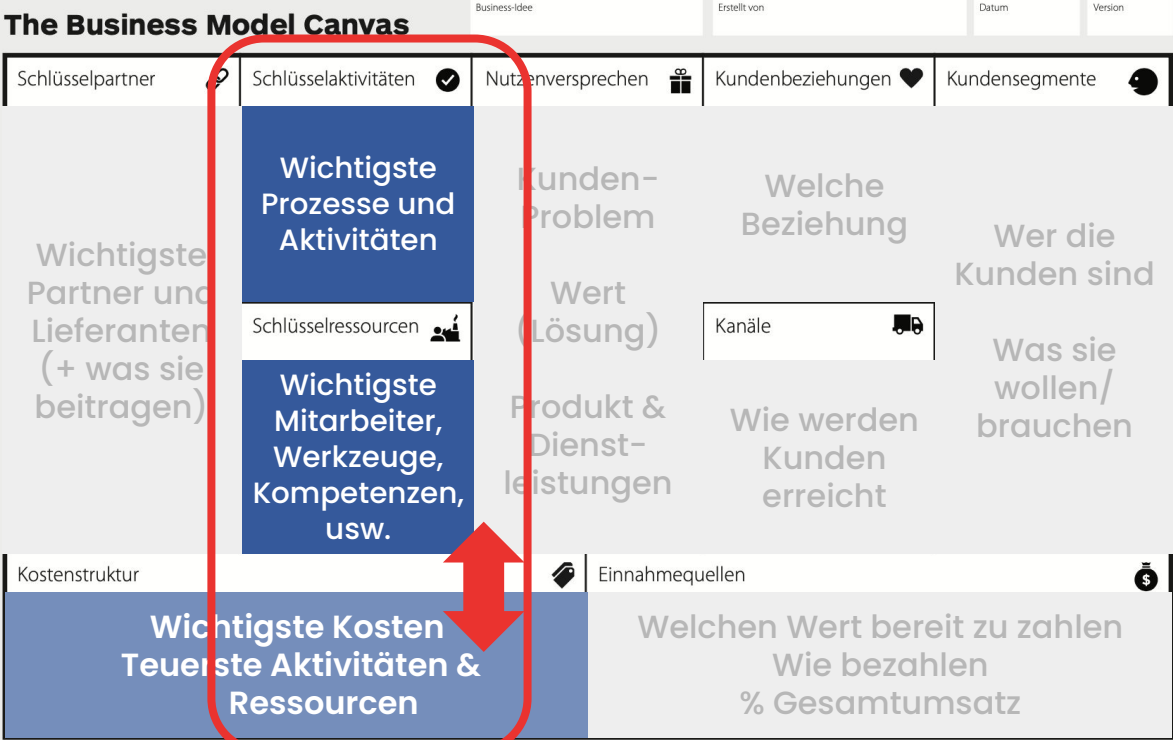 The Business Model Canvas
Business-Idee
Erstellt von
Datum
Version
Schlüsselpartner
Wichtigste
Partner und
Lieferanten
(+ was sie
beitragen)
Schlüsselaktivitäten
Wichtigste
Prozesse und
Aktivitäten
Schlüsselressourcen
Wichtigste
Mitarbeiter,
Werkzeuge,
Kompetenzen,
usw.
Nutzenversprechen
Kunden-
Problem
Wert
(Lösung)
Produkt &
Dienst-
leistungen
Kundenbeziehungen
Welche
Beziehung
Kanäle
Wie werden
Kunden
erreicht
Kundensegmente
Wer die
Kunden sind
Was sie
wollen/
brauchen
Kostenstruktur
Wichtigste Kosten
Teuerste Aktivitäten &
Ressourcen
Einnahmequellen
$
Welchen Wert bereit zu zahlen
Wie bezahlen
% Gesamtumsatz